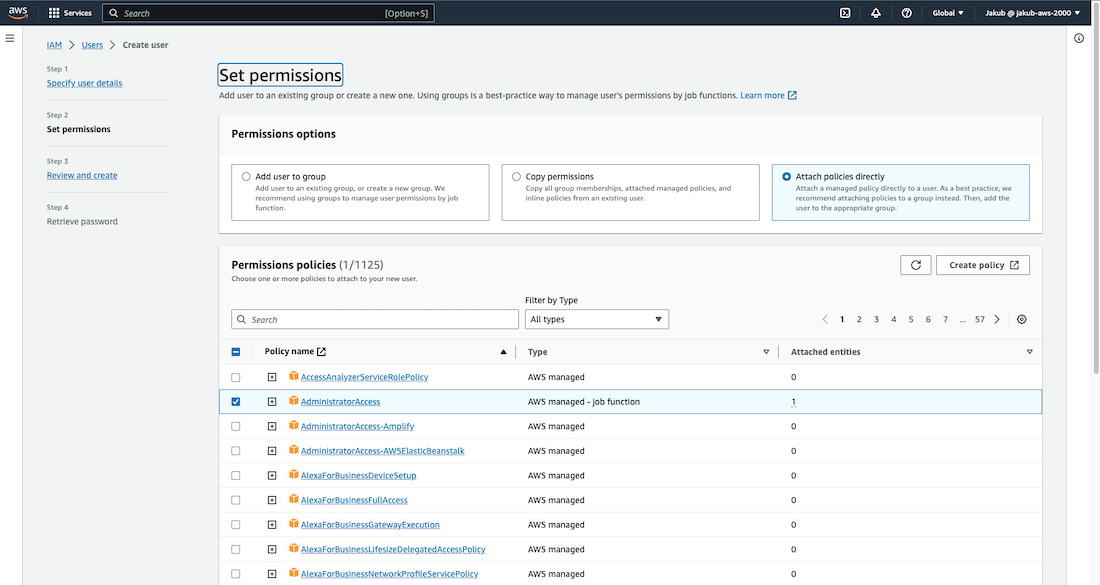 aws
Services
Search
[Option+S]
Global
Jakub @ jakub-aws-2000
IAM
Users
Create user
Step 1
Specify user details
Step 2
Set permissions
Step 3
Review and create
Step 4
Retrieve password
Set permissions
Add user to an existing group or create a new one. Using groups is a best-practice way to manage user's permissions by job functions. Learn more
Permissions options
Add user to group
Add user to an existing group, or create a new group. We
recommend using groups to manage user permissions by job
function.
Copy permissions
Copy all group memberships, attached managed policies, and
inline policies from an existing user.
Attach policies directly
Attach a managed policy directly to a user. As a best practice, we
recommend attaching policies to a group instead. Then, add the
user to the appropriate group.
Permissions policies (1/1125)
Choose one or more policies to attach to your new user.
Create policy
Filter by Type
Search
All types
1 2 3 4 5 6 7 ... 57
Policy name
Type
Attached entities
AccessAnalyzerServiceRolePolicy
AWS managed
0
AdministratorAccess
AWS managed - job function
1
AdministratorAccess-Amplify
AWS managed
0
AdministratorAccess-AWSElasticBeanstalk
AWS managed
0
AlexaForBusinessDeviceSetup
AWS managed
0
AlexaForBusinessFullAccess
AWS managed
0
AlexaForBusinessGatewayExecution
AWS managed
0
AlexaForBusinessLifesizeDelegatedAccessPolicy
AWS managed
0
AlexaForBusinessNetworkProfileServicePolicy
AWS managed
0